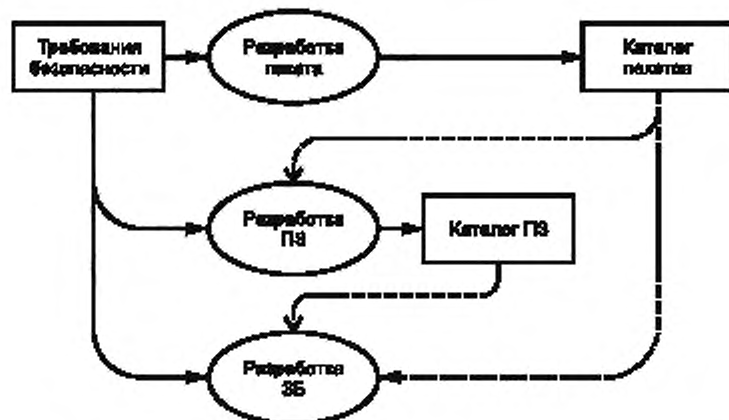 Требования
безопасности
Разработка
пакета
Каталог
пакетов
Разработка
ПЗ
Каталог ПЗ
Разработка
ЗБ